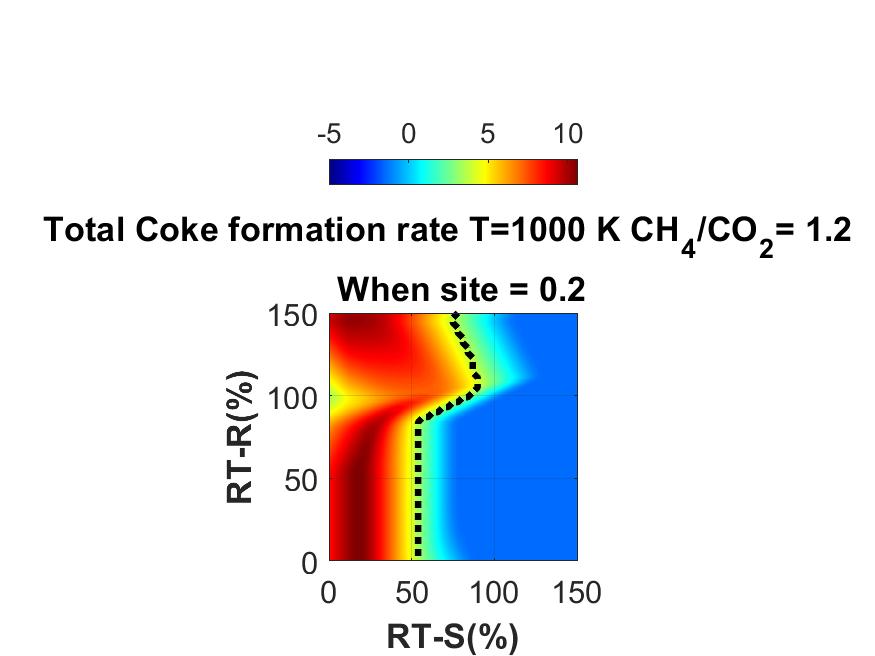 -5 0 5 10
Total Coke formation rate T=1000 K CH4/CO2= 1.2
When site = 0.2
150
100
50
0
RT-R(%)
0 50 100 150
RT-S(%)